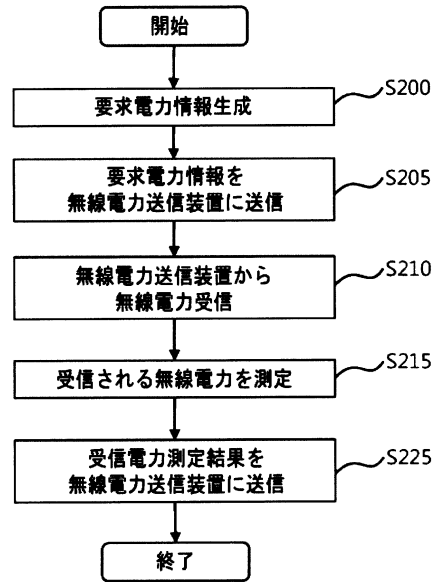 開始
要求電力情報生成
S200
要求電力情報を
無線電力送信装置に送信
S205
無線電力送信装置から
無線電力受信
S210
受信される無線電力を測定
S215
受信電力測定結果を
無線電力送信装置に送信
S225
終了